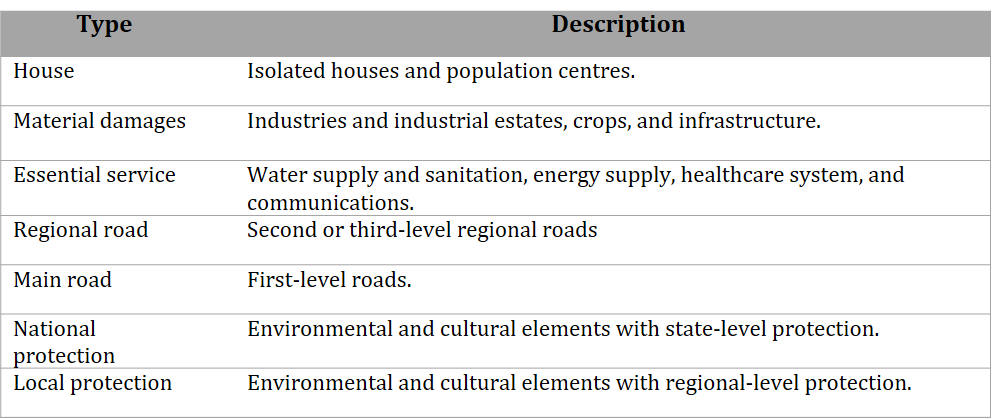 Type Description
House Isolated houses and population centres.
Material damages Industries and industrial estates, crops, and infrastructure.
Essential service Water supply and sanitation, energy supply, healthcare system, and
communications.
Regional road Second or third-level regional roads
Main road First-level roads.
National Environmental and cultural elements with state-level protection.
protection
Local protection Environmental and cultural elements with regional-level protection.